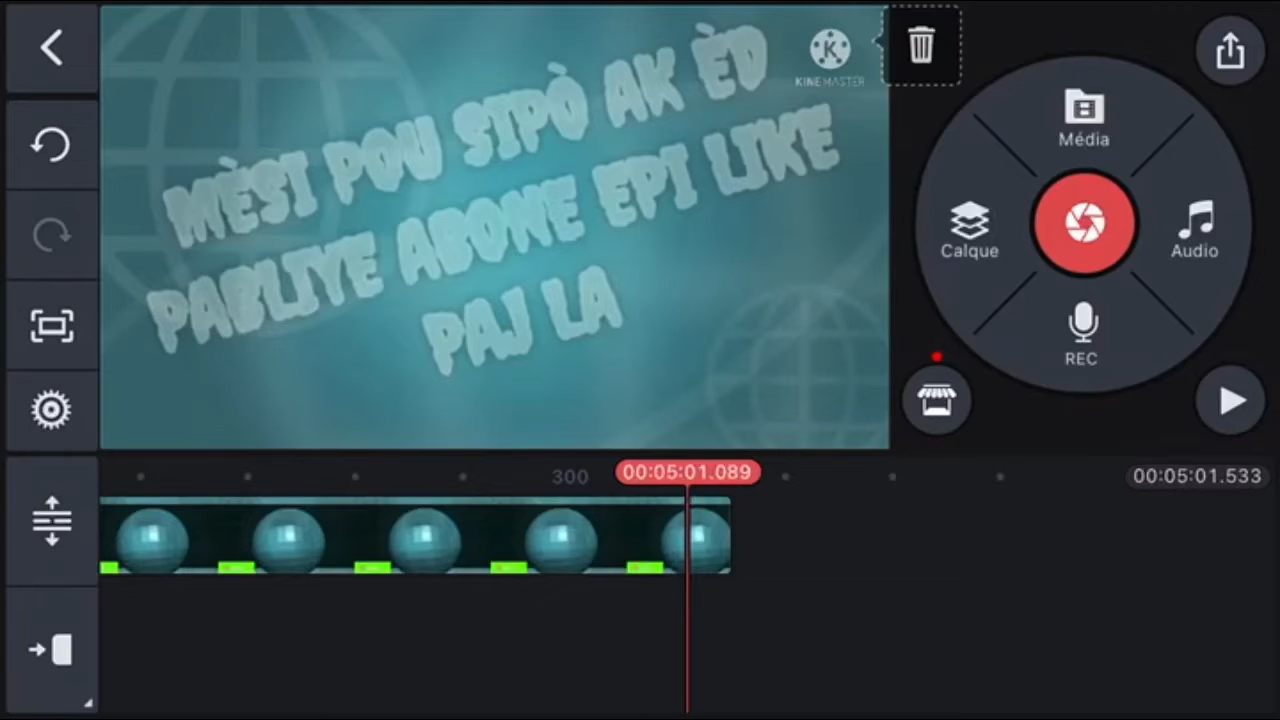 MÈSI POU SIPÒ AK ÈD
PABLIYE ABONE EPI LIKE
PAJ LA
KINEMASTER
Média
Calque
Audio
REC
300
00:05:01.089
00:05:01.533